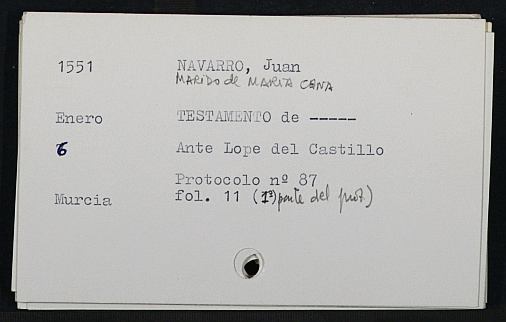 1551 NAVARRO, Juan
MARIDO de MARIA CANA
Enero TESTAMENTO de -----
6 Ante Lope del Castillo
Protocolo nº 87
Murcia fol. 11 (1ª) parte del prot.)